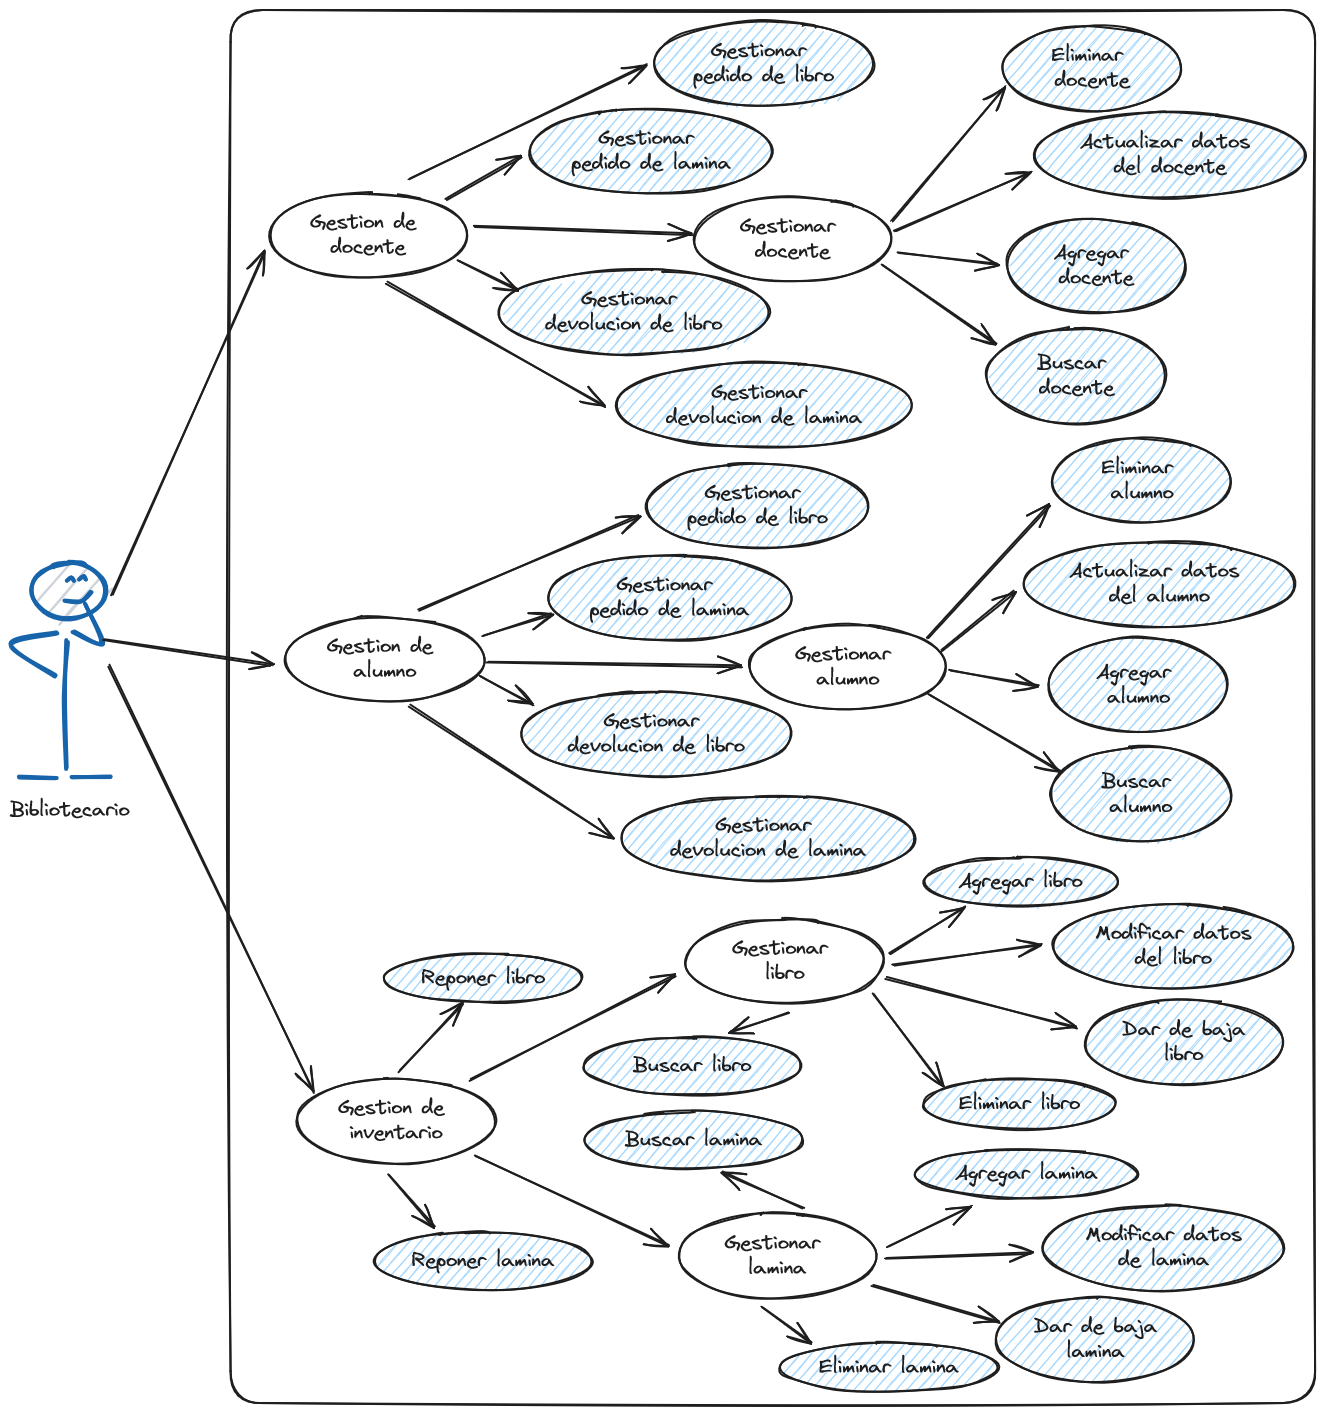 Gestionar
pedido de libro
Eliminar
docente
Gestionar
pedido de lamina
Actualizar datos
del docente
Gestion de
docente
Gestionar
docente
Agregar
docente
Gestionar
devolucion de libro
Buscar
docente
Gestionar
devolucion de lamina
Eliminar
alumno
Gestionar
pedido de libro
Actualizar datos
del alumno
Gestionar
pedido de lamina
Gestion de
alumno
Gestionar
alumno
Agregar
alumno
Gestionar
devolucion de libro
Buscar
alumno
Bibliotecario
Gestionar
devolucion de lamina
Agregar libro
Gestionar
libro
Modificar datos
del libro
Reponer libro
Dar de baja
libro
Buscar libro
Eliminar libro
Gestion de
inventario
Buscar lamina
Agregar lamina
Gestionar
lamina
Modificar datos
de lamina
Reponer lamina
Dar de baja
lamina
Eliminar lamina